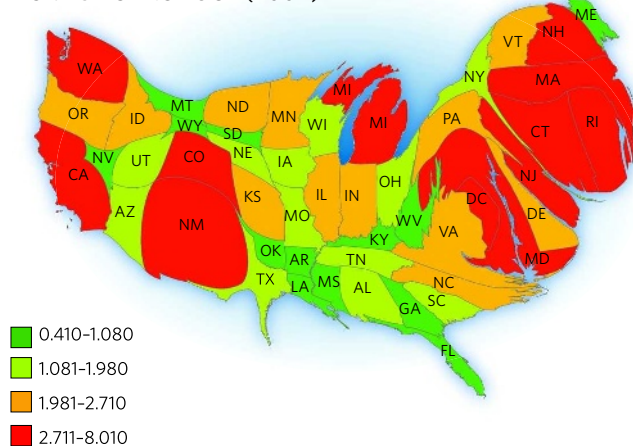 ME
NH
VT
WA
NY
MA
MI
MT
ND
OR
ID
MN
PA
RI
WY
WI
MI
CT
SD
NE
CO
NV
UT
IA
CA
NJ
OH
KS
IL
IN
DC
AZ
DE
MO
WV
NM
VA
KY
OK
AR
TN
MD
TX
LA
MS
AL
NC
SC
GA
FL
0.410–1.080
1.081–1.980
1.981–2.710
2.711–8.010